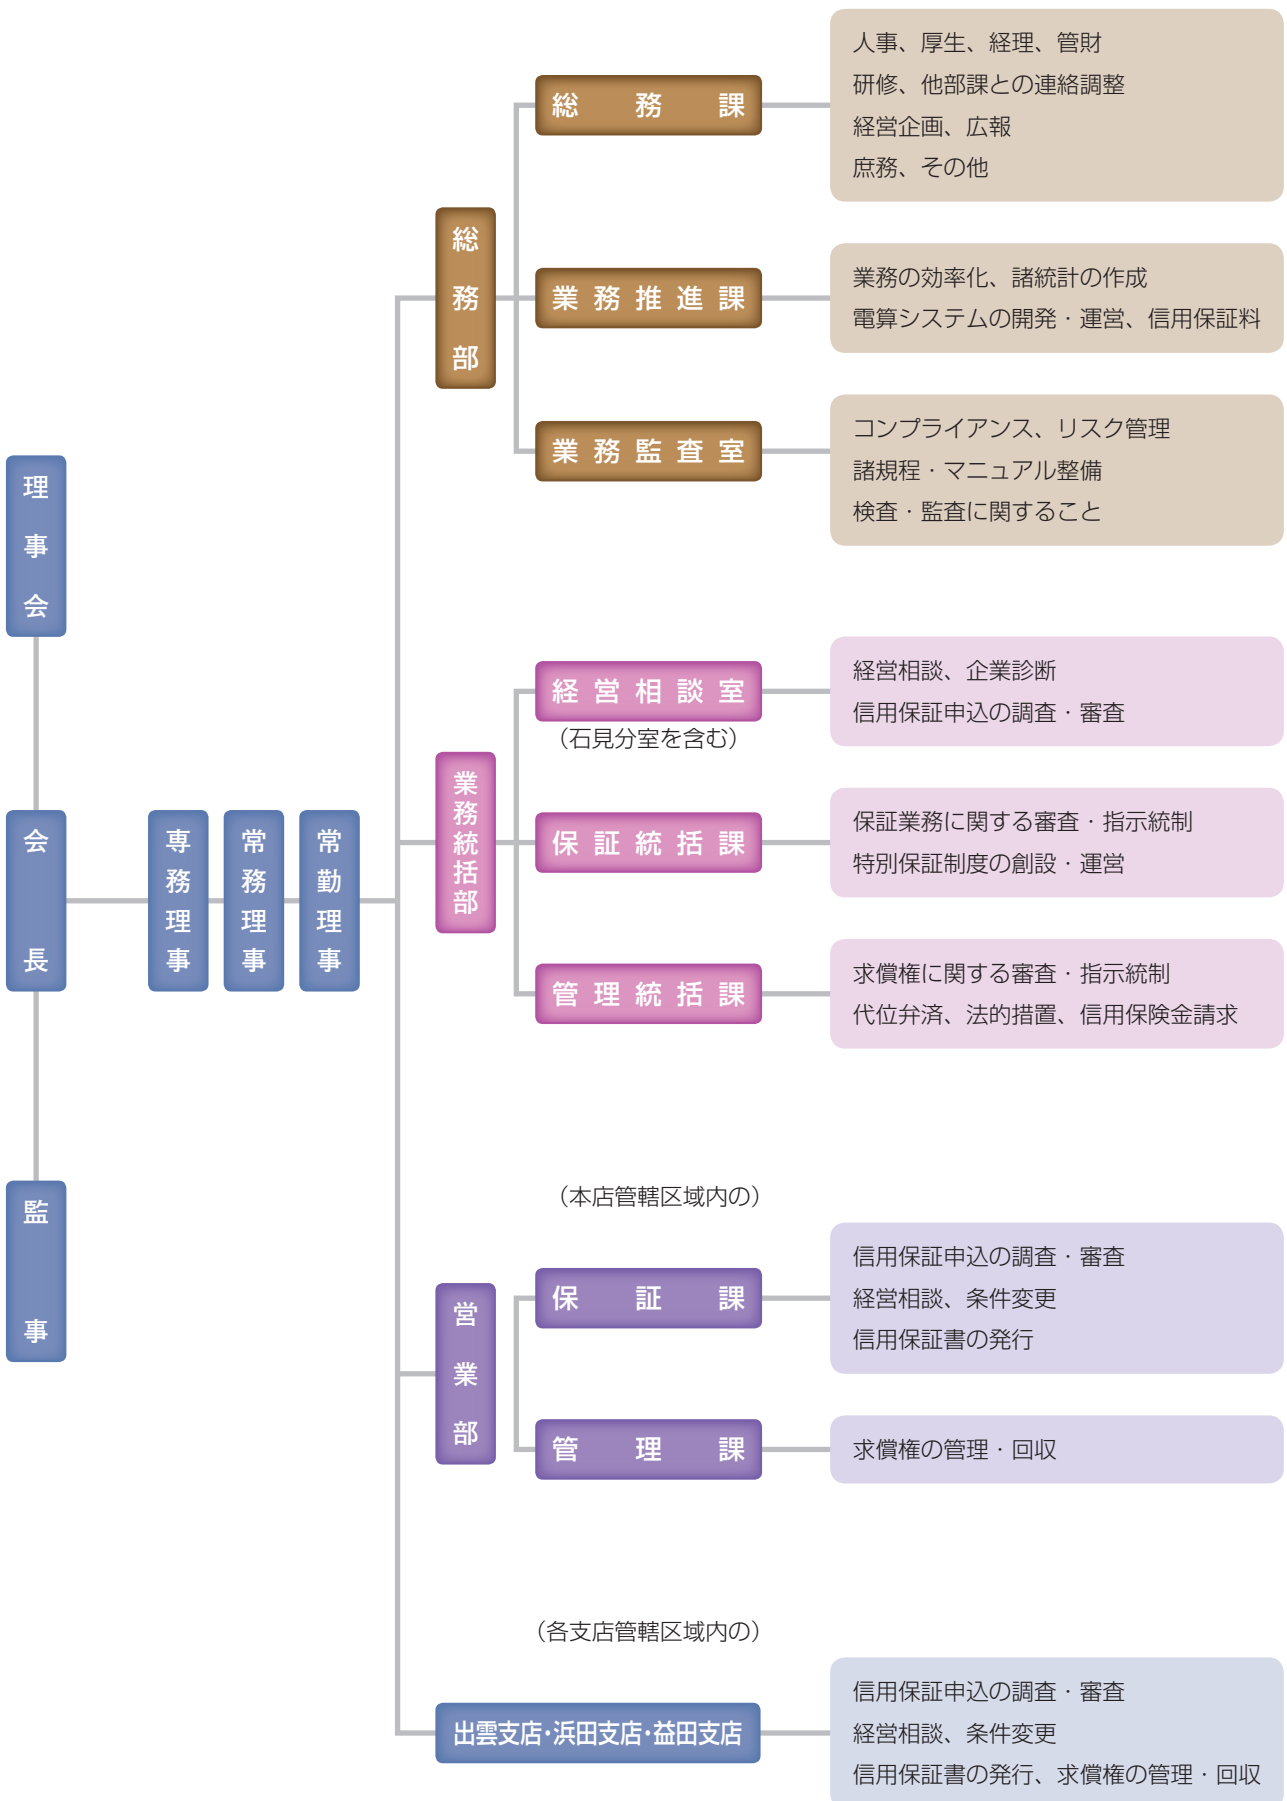 理事会
会長
監事
専務理事
常務理事
常勤理事
総務部
総務課
人事、厚生、経理、管財
研修、他部課との連絡調整
経営企画、広報
庶務、その他
業務推進課
業務の効率化、諸統計の作成
電算システムの開発・運営、信用保証料
業務監査室
コンプライアンス、リスク管理
諸規程・マニュアル整備
検査・監査に関すること
業務統括部
経営相談室
（石見分室を含む）
経営相談、企業診断
信用保証申込の調査・審査
保証統括課
保証業務に関する審査・指示統制
特別保証制度の創設・運営
管理統括課
求償権に関する審査・指示統制
代位弁済、法的措置、信用保険金請求
営業部
（本店管轄区域内の）
保証課
信用保証申込の調査・審査
経営相談、条件変更
信用保証書の発行
管理課
求償権の管理・回収
（各支店管轄区域内の）
出雲支店・浜田支店・益田支店
信用保証申込の調査・審査
経営相談、条件変更
信用保証書の発行、求償権の管理・回収